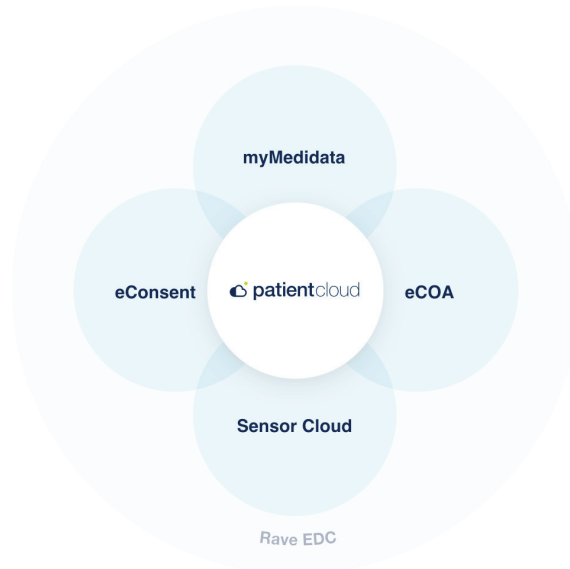 myMedidata
eConsent
patientcloud
eCOA
Sensor Cloud
Rave EDC